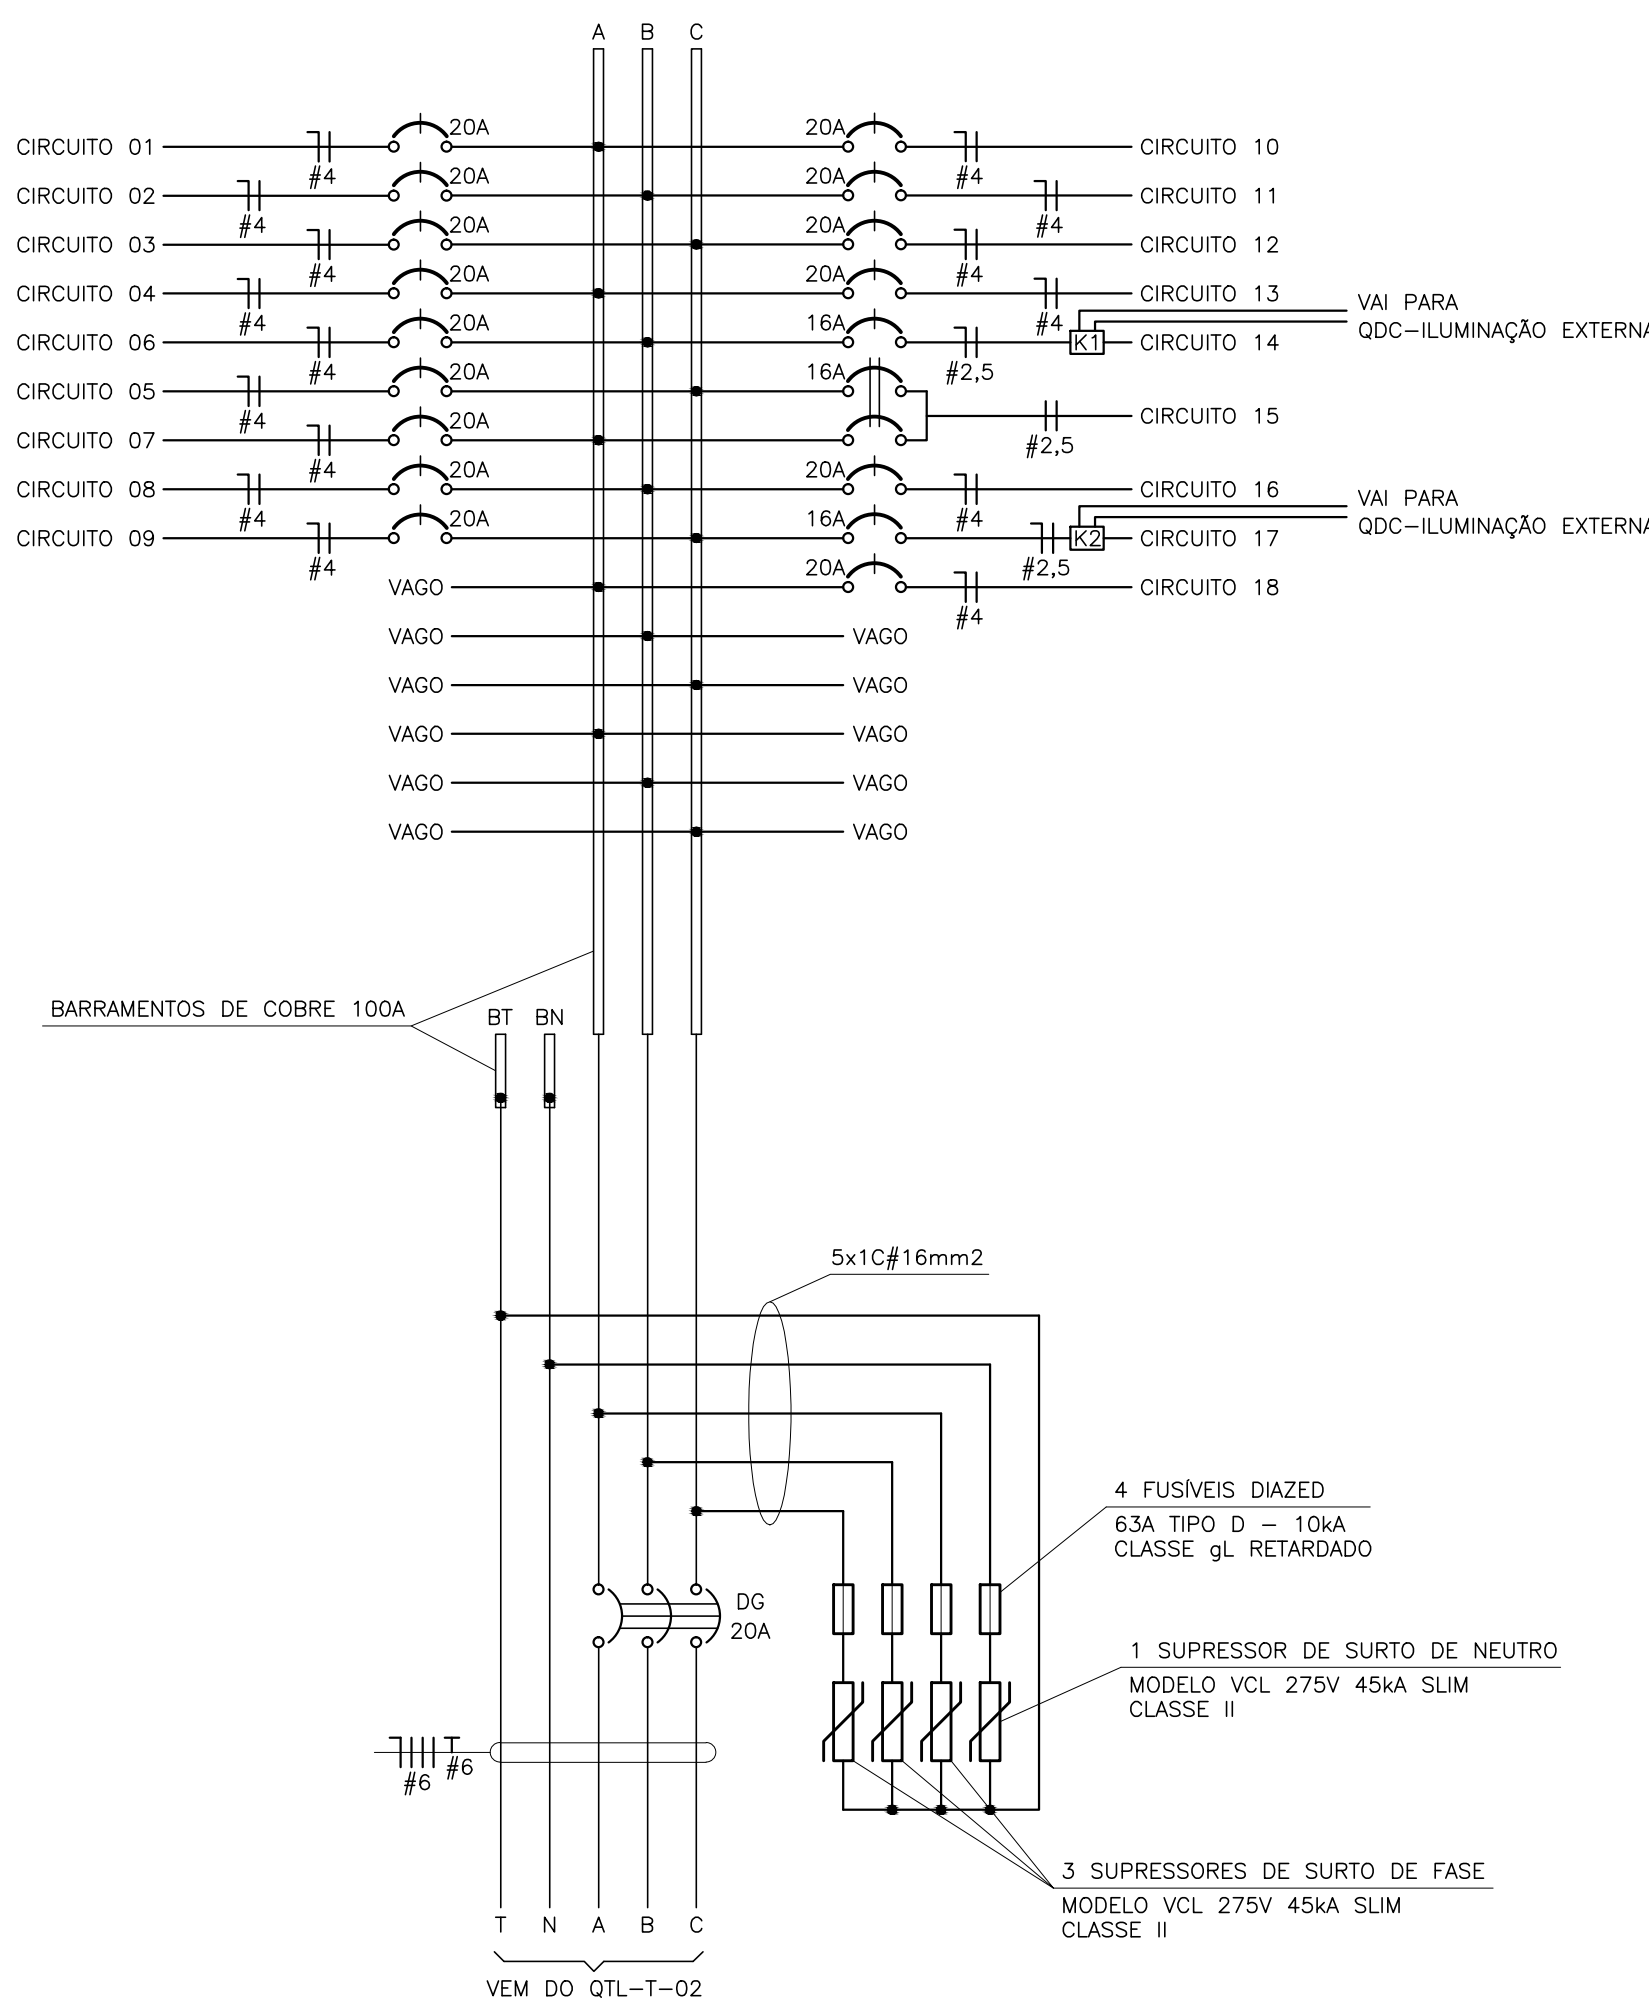 A B C
CIRCUITO 01 #4 20A 20A #4 CIRCUITO 10
CIRCUITO 02 #4 20A 20A #4 CIRCUITO 11
CIRCUITO 03 #4 20A 20A #4 CIRCUITO 12
CIRCUITO 04 #4 20A 20A #4 CIRCUITO 13
VAI PARA
QDC-ILUMINAÇÃO EXTERNA
CIRCUITO 06 #4 20A 16A #2,5 K1 CIRCUITO 14
CIRCUITO 05 #4 20A 16A
#2,5 CIRCUITO 15
CIRCUITO 07 #4 20A
CIRCUITO 08 #4 20A 20A #4 CIRCUITO 16
VAI PARA
QDC-ILUMINAÇÃO EXTERNA
CIRCUITO 09 #4 20A 16A #2,5 K2 CIRCUITO 17
VAGO 20A #4 CIRCUITO 18
VAGO VAGO
VAGO VAGO
VAGO VAGO
VAGO VAGO
VAGO VAGO
BARRAMENTOS DE COBRE 100A
BT BN
5x1C#16mm2
4 FUSÍVEIS DIAZED
63A TIPO D - 10kA
CLASSE gL RETARDADO
DG
20A
1 SUPRESSOR DE SURTO DE NEUTRO
MODELO VCL 275V 45kA SLIM
CLASSE II
#6 #6
3 SUPRESSORES DE SURTO DE FASE
MODELO VCL 275V 45kA SLIM
CLASSE II
T N A B C
VEM DO QTL-T-02